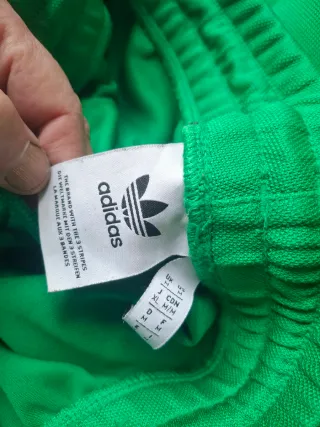 adidas
THE BRAND WITH THE 3 STRIPES
DIE WELTMARKE MIT DEN 3 STREIFEN
LA MARQUE AUX 3 BANDES
UK
J CDN
XL M/M
D F
M M